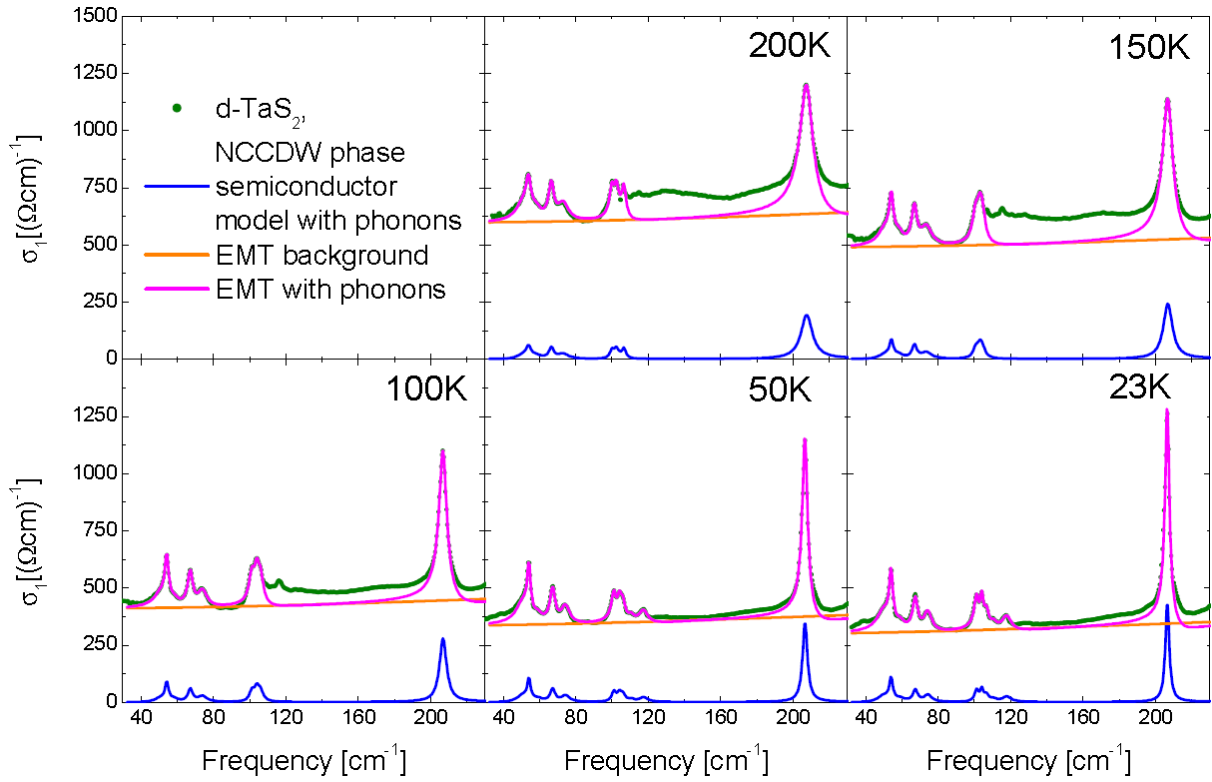 1500
1250
1000
750
500
250
0
σ₁[(Ωcm)⁻¹]
d-TaS₂,
NCCDW phase
semiconductor
model with phonons
EMT background
EMT with phonons
200K
150K
1250
1000
750
500
250
0
σ₁[(Ωcm)⁻¹]
100K
50K
23K
40 80 120 160 200
40 80 120 160 200
40 80 120 160 200
Frequency [cm⁻¹]
Frequency [cm⁻¹]
Frequency [cm⁻¹]